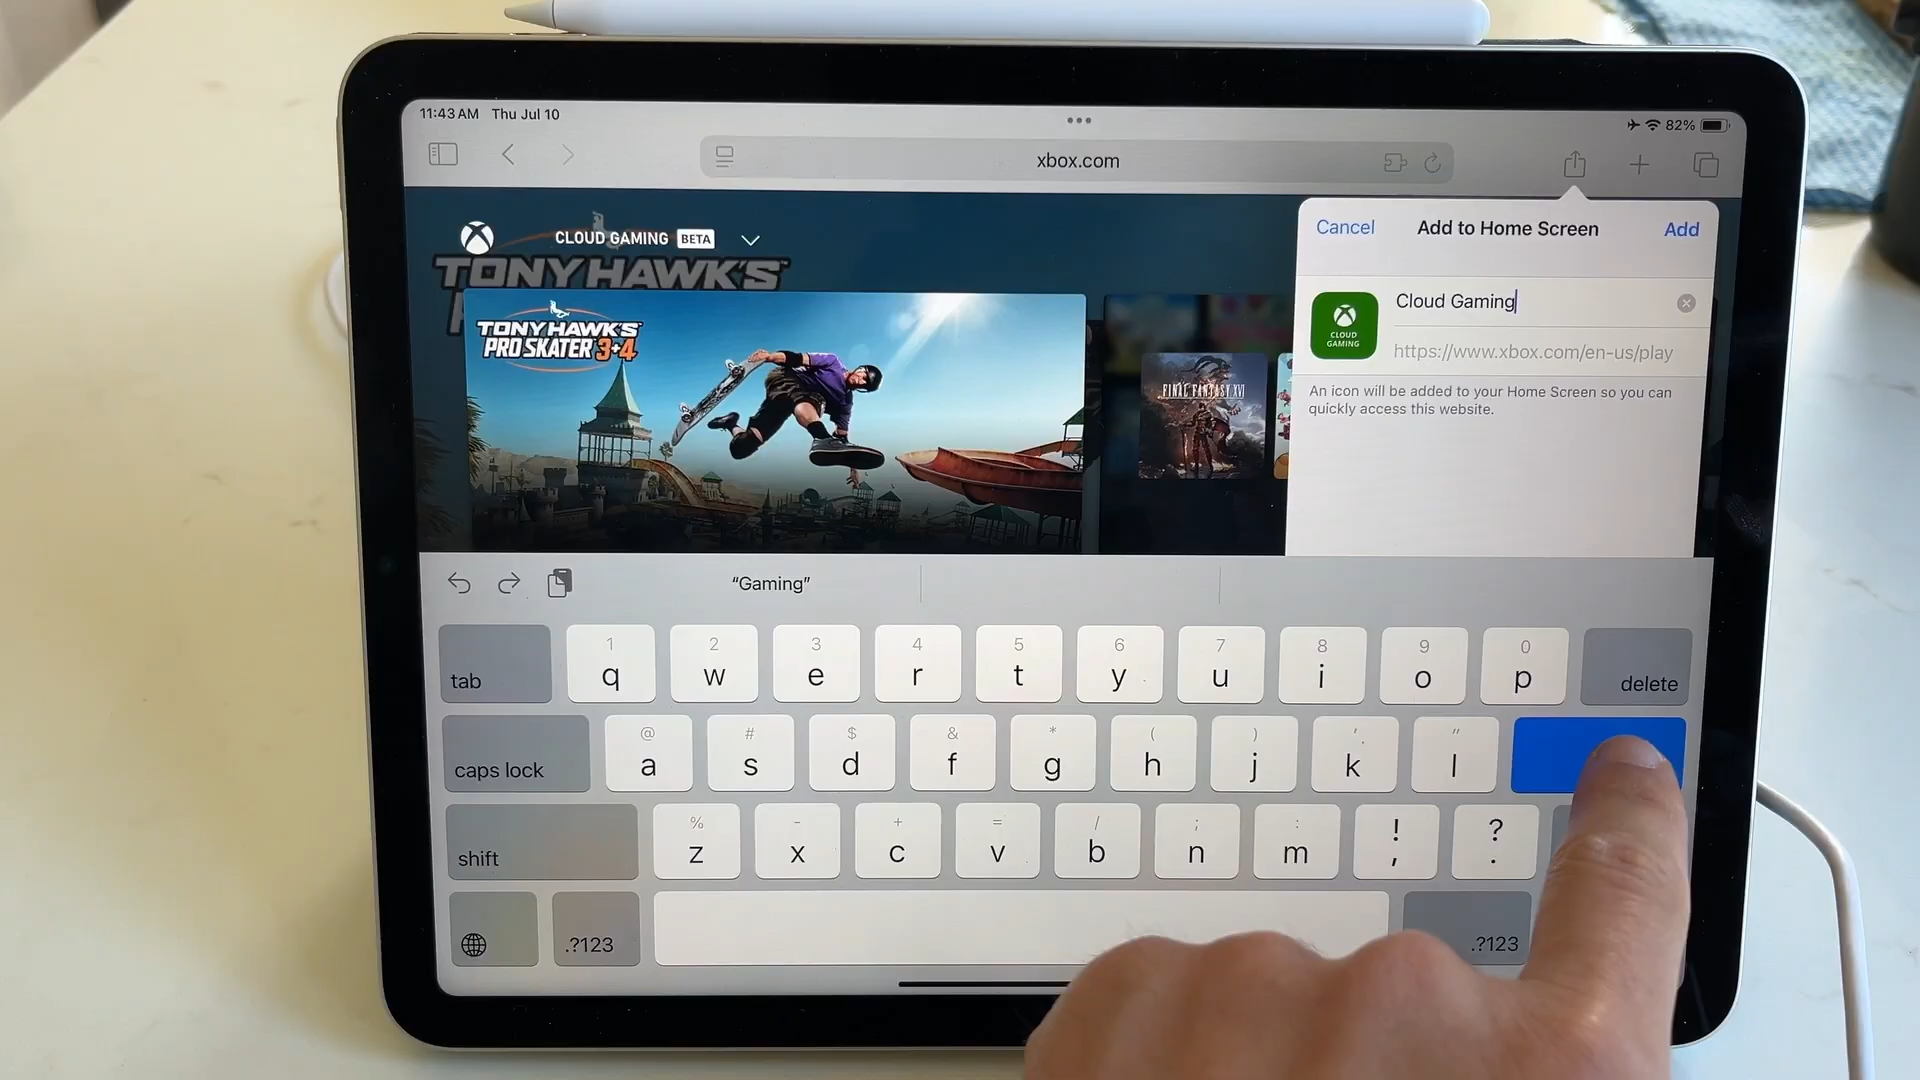 11:43 AM Thu Jul 10
82%
xbox.com
CLOUD GAMING BETA
TONY HAWK'S
TONY HAWK'S
PRO SKATER 3+4
FINAL FANTASY XVI
Cancel Add to Home Screen Add
CLOUD
GAMING
Cloud Gaming
https://www.xbox.com/en-us/play
An icon will be added to your Home Screen so you can
quickly access this website.
“Gaming”
1 2 3 4 5 6 7 8 9 0
tab q w e r t y u i o p delete
@ # $ & * ( ) ' "
caps lock a s d f g h j k l
% - + = / ; : ! ?
shift z x c v b n m , .
.?123 .?123